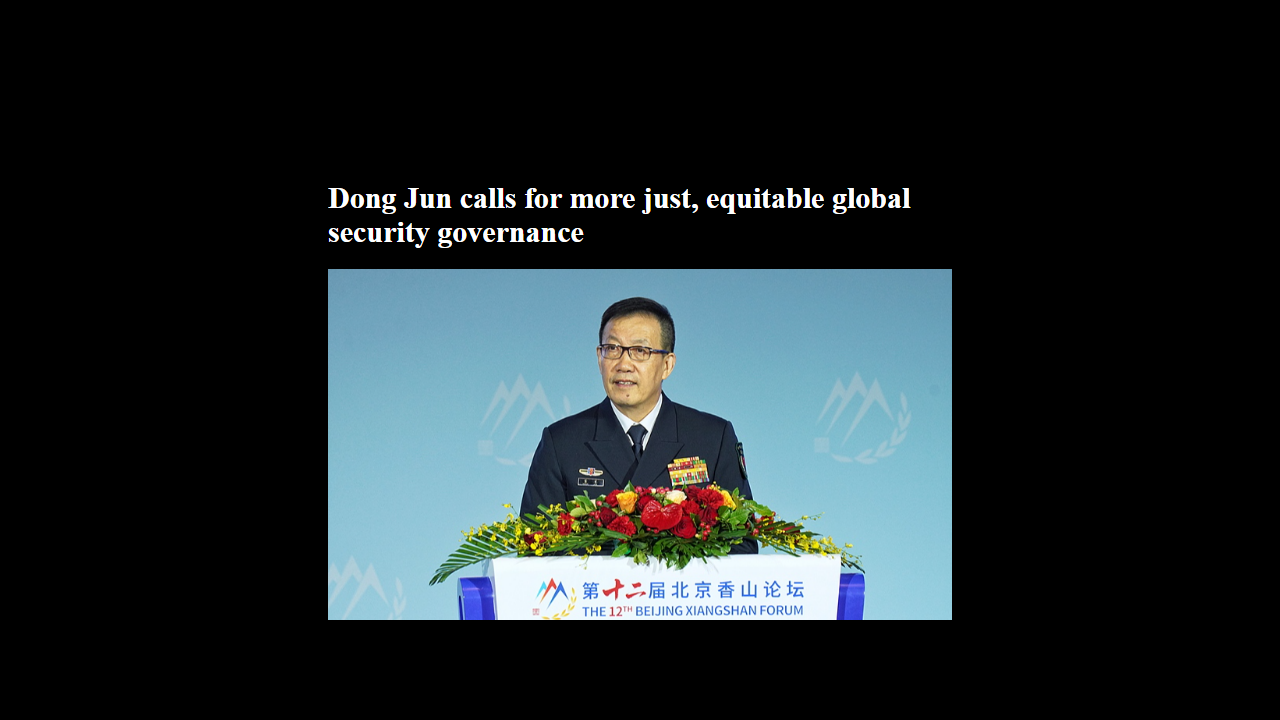 Dong Jun calls for more just, equitable global
security governance
第十二届北京香山论坛
THE 12TH BEIJING XIANGSHAN FORUM